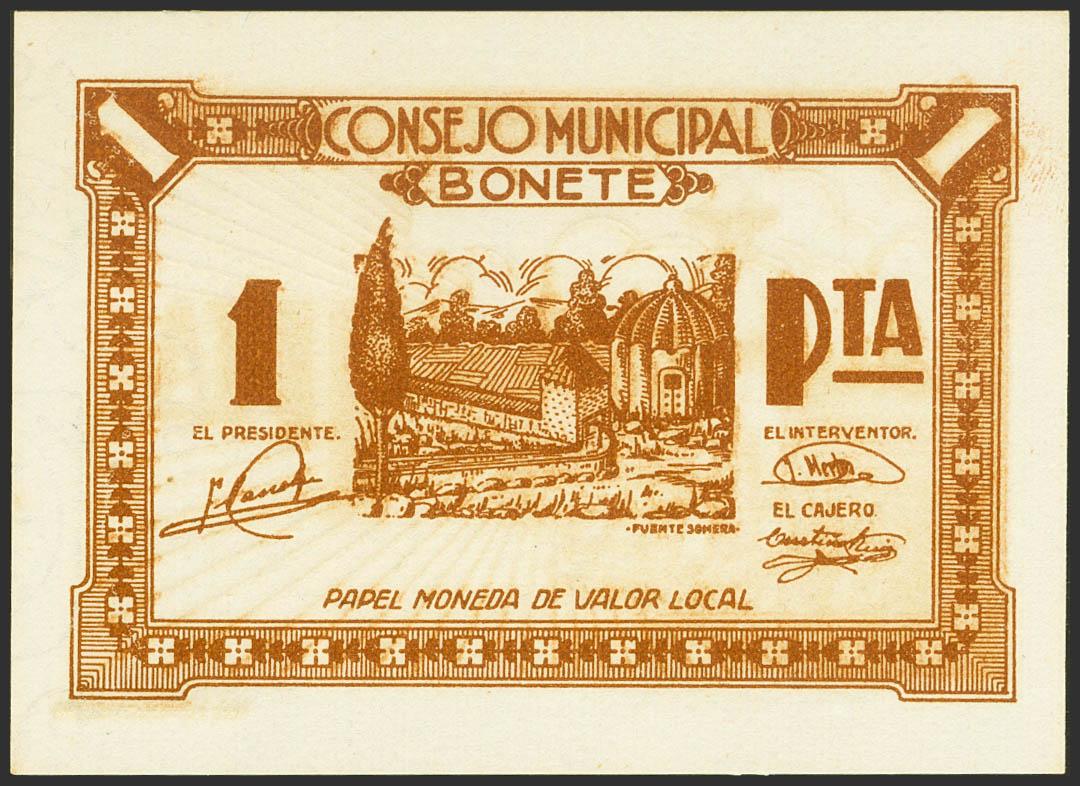 CONSEJO MUNICIPAL
BONETE
1 PTA
EL PRESIDENTE.
EL INTERVENTOR.
EL CAJERO.
-FUENTE SOMERA-
PAPEL MONEDA DE VALOR LOCAL